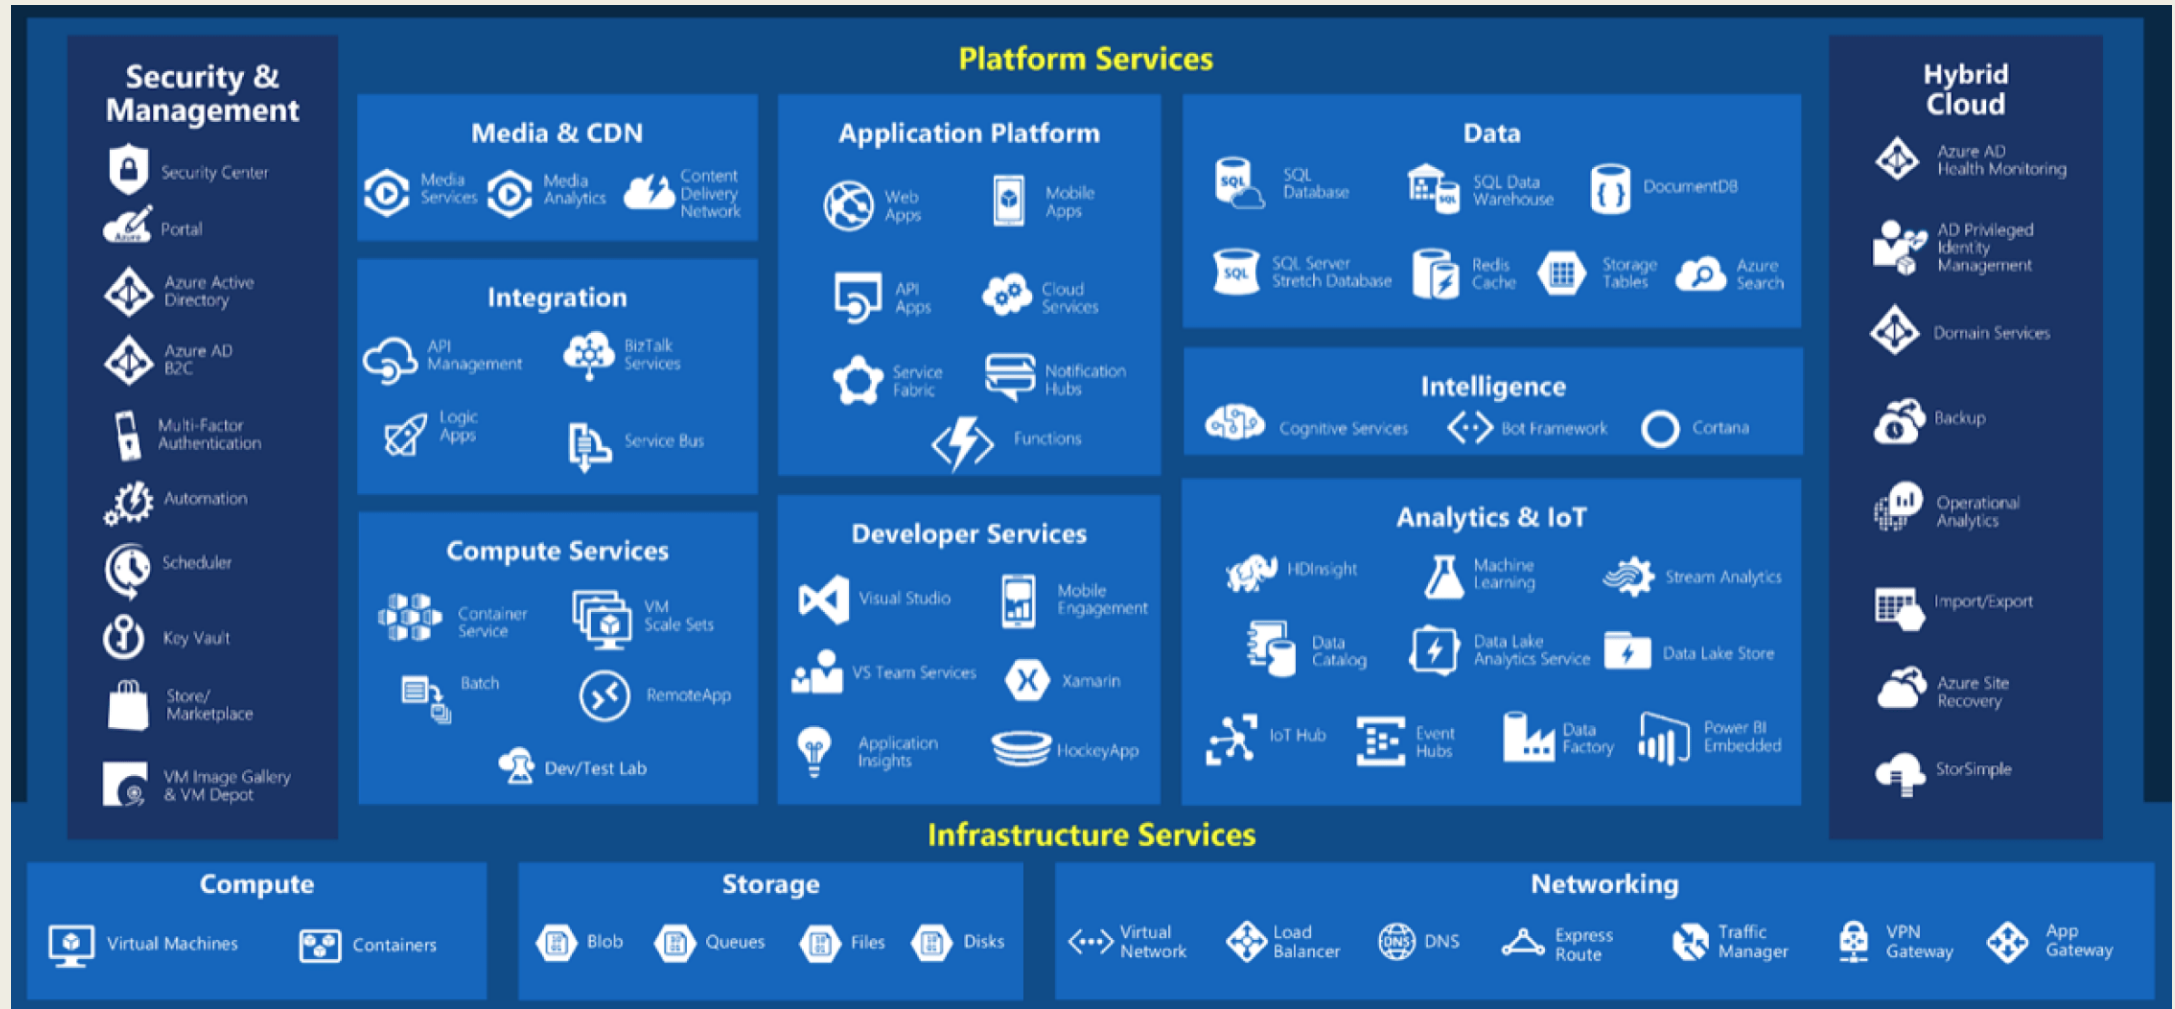 Platform Services
Security &
Management
Security Center
Azure
Portal
Azure Active
Directory
Azure AD
B2C
Multi-Factor
Authentication
Automation
Scheduler
Key Vault
Store/
Marketplace
VM Image Gallery
& VM Depot
Media & CDN
Media
Services
Media
Analytics
Content
Delivery
Network
Integration
API
Management
BizTalk
Services
Logic
Apps
Service Bus
Compute Services
Container
Service
VM
Scale Sets
Batch
RemoteApp
Dev/Test Lab
Application Platform
Web
Apps
Mobile
Apps
API
Apps
Cloud
Services
Service
Fabric
Notification
Hubs
Functions
Developer Services
Visual Studio
Mobile
Engagement
VS Team Services
Xamarin
Application
Insights
HockeyApp
Data
SQL
SQL
Database
SQL
SQL Data
Warehouse
DocumentDB
SQL
SQL Server
Stretch Database
Redis
Cache
Storage
Tables
Azure
Search
Intelligence
Cognitive Services
Bot Framework
Cortana
Analytics & IoT
HDInsight
Machine
Learning
Stream Analytics
Data
Catalog
Data Lake
Analytics Service
Data Lake Store
IoT Hub
Event
Hubs
Data
Factory
Power BI
Embedded
Hybrid
Cloud
Azure AD
Health Monitoring
AD Privileged
Identity
Management
Domain Services
Backup
Operational
Analytics
Import/Export
Azure Site
Recovery
StorSimple
Infrastructure Services
Compute
Virtual Machines
Containers
Storage
Blob
Queues
Files
Disks
Networking
Virtual
Network
Load
Balancer
DNS
DNS
Express
Route
Traffic
Manager
VPN
Gateway
App
Gateway